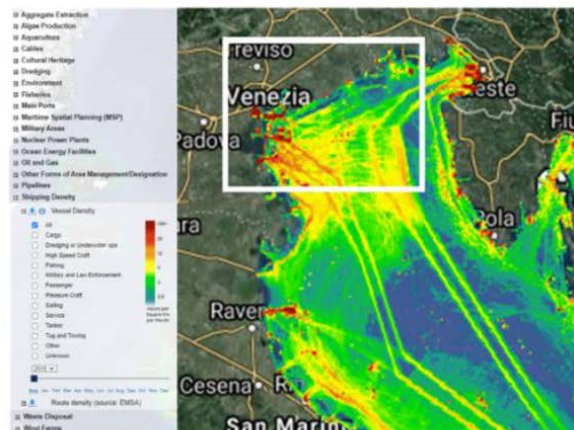 Aggregate Extraction
Algae Production
Aquaculture
Cables
Cultural Heritage
Dredging
Environment
Fisheries
Main Ports
Maritime Spatial Planning (MSP)
Military Areas
Nuclear Power Plants
Ocean Energy Facilities
Oil and Gas
Other Forms of Area Management/Designation
Pipelines
Shipping Density
Vessel Density
All
Cargo
Dredging or Underwater ops
High Speed Craft
Fishing
Military and Law Enforcement
Passenger
Pleasure Craft
Sailing
Service
Tanker
Tug and Towing
Other
Unknown
Route density (source: EMSA)
Waste Disposal
Wind Farms
Treviso
Venezia
Padova
este
Fiu
Pola
ara
Raven
Cesena
Ri
San Marin